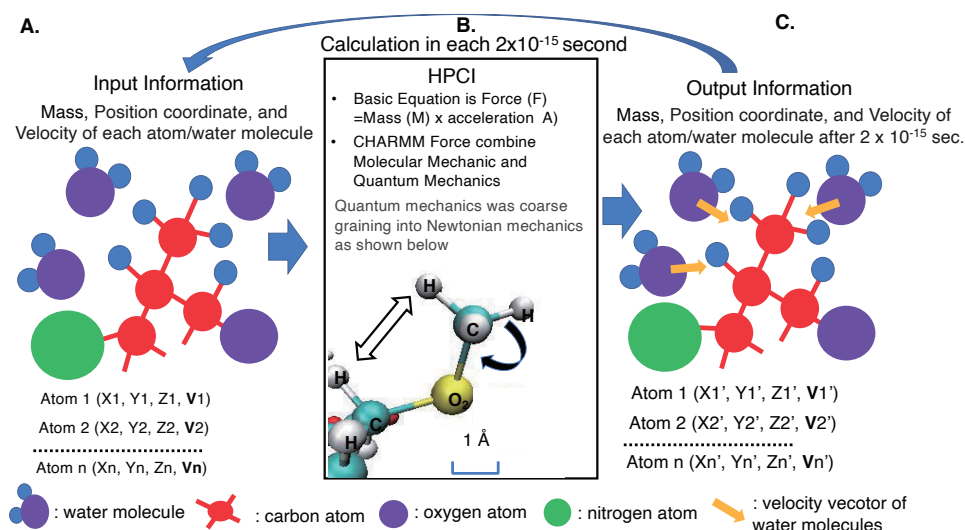 A.
B.
C.
Calculation in each 2x10⁻¹⁵ second
Input Information
Mass, Position coordinate, and
Velocity of each atom/water molecule
HPCI
• Basic Equation is Force (F)
=Mass (M) x acceleration A)
• CHARMM Force combine
Molecular Mechanic and
Quantum Mechanics
Quantum mechanics was coarse
graining into Newtonian mechanics
as shown below
H
H
C
H
O₂
C
H
1 Å
Output Information
Mass, Position coordinate, and Velocity of
each atom/water molecule after 2 x 10⁻¹⁵ sec.
Atom 1 (X1, Y1, Z1, V1)
Atom 2 (X2, Y2, Z2, V2)
Atom n (Xn, Yn, Zn, Vn)
Atom 1 (X1', Y1', Z1', V1')
Atom 2 (X2', Y2', Z2', V2')
Atom n (Xn', Yn', Zn', Vn')
: water molecule
: carbon atom
: oxygen atom
: nitrogen atom
: velocity vecotor of
water molecules